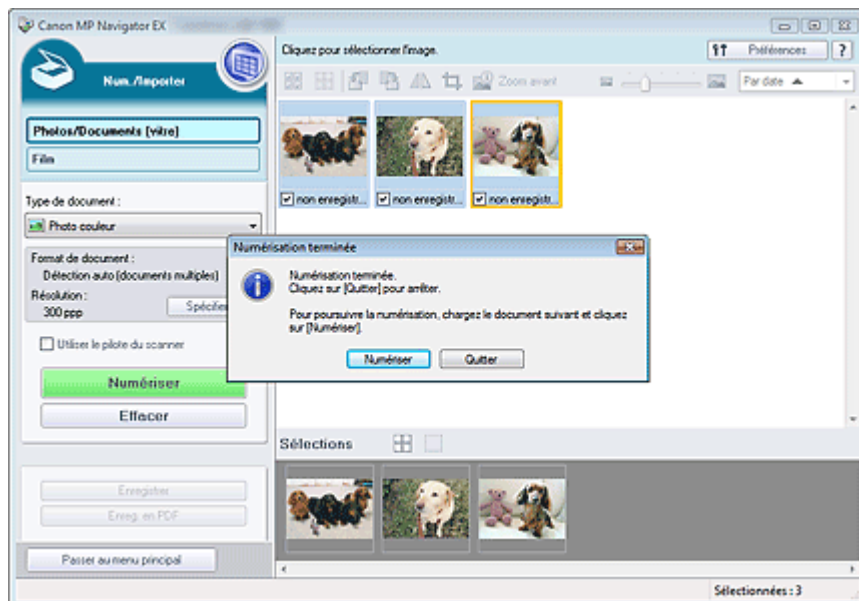 Canon MP Navigator EX
Num./Importer
Photos/Documents (vitre)
Film
Type de document :
Photo couleur
Format de document :
Détection auto (documents multiples)
Résolution :
300 ppp
Spécifier
Utiliser le pilote du scanner
Numériser
Effacer
Enregistrer
Enreg. en PDF
Passer au menu principal
Cliquez pour sélectionner l'image.
Préférences
?
Zoom avant
Par date
non enregistr...
non enregistr...
non enregistr...
Numérisation terminée
Numérisation terminée.
Cliquez sur [Quitter] pour arrêter.
Pour poursuivre la numérisation, chargez le document suivant et cliquez
sur [Numériser].
Numériser
Quitter
Sélections
Sélectionnées : 3